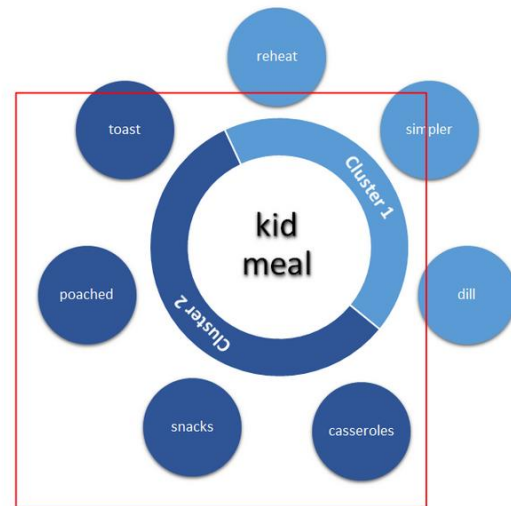 reheat
toast
simpler
Cluster 1
kid
meal
poached
dill
Cluster 2
snacks
casseroles